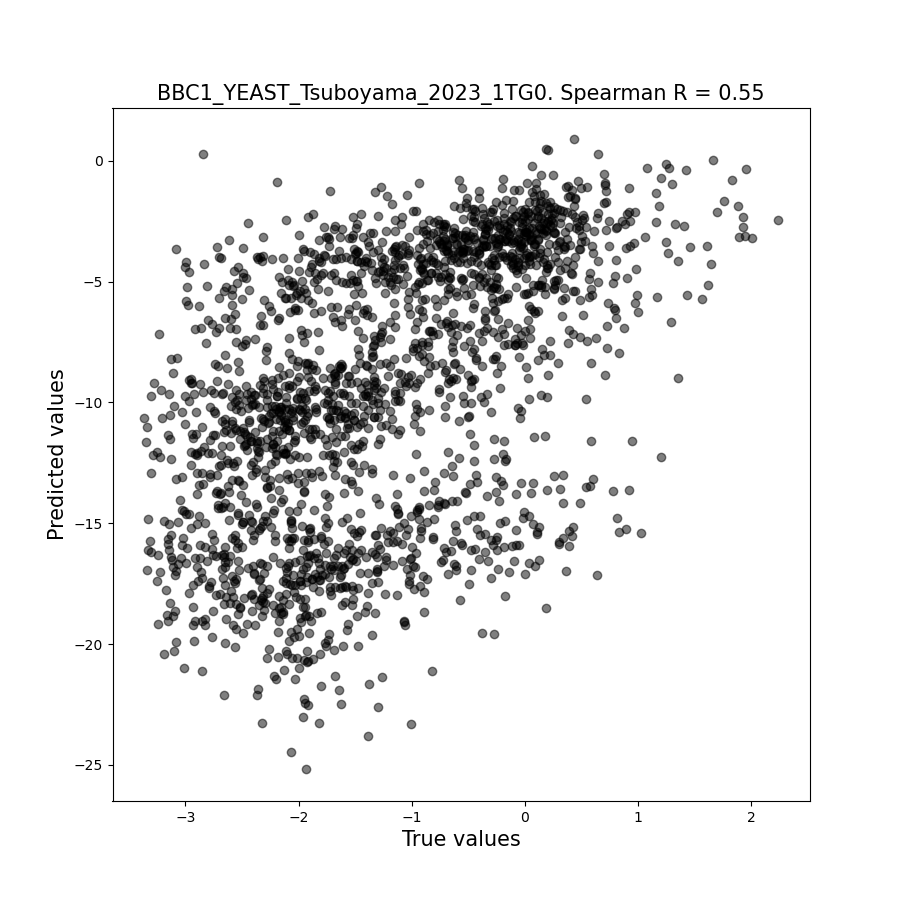 BBC1_YEAST_Tsuboyama_2023_1TG0. Spearman R = 0.55
0
−5
−10
−15
−20
−25
Predicted values
−3 −2 −1 0 1 2
True values